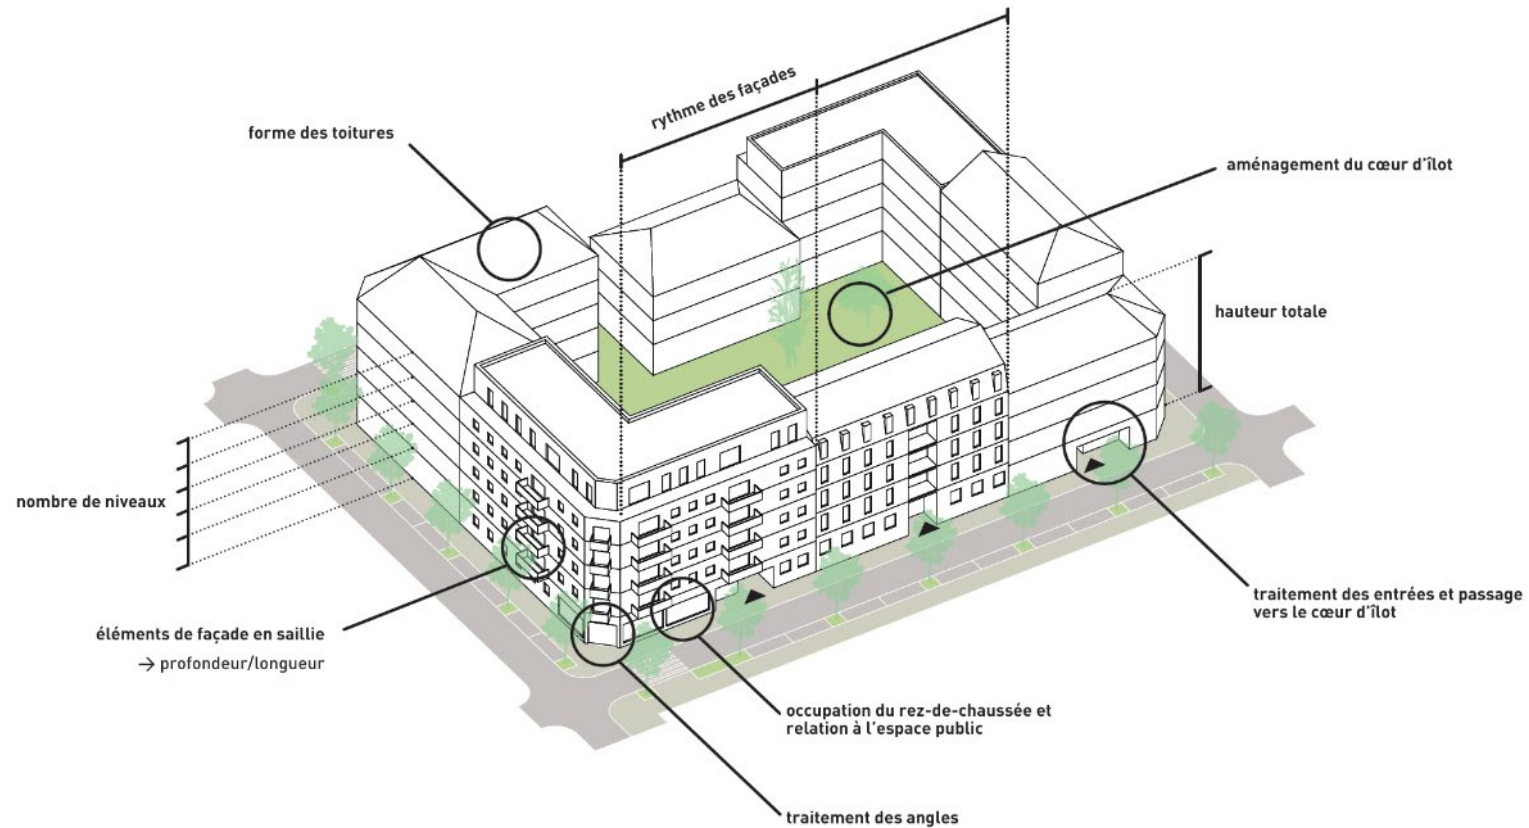 rythme des façades
forme des toitures
aménagement du cœur d'îlot
hauteur totale
nombre de niveaux
traitement des entrées et passage
vers le cœur d'îlot
éléments de façade en saillie
→ profondeur/longueur
occupation du rez-de-chaussée et
relation à l'espace public
traitement des angles